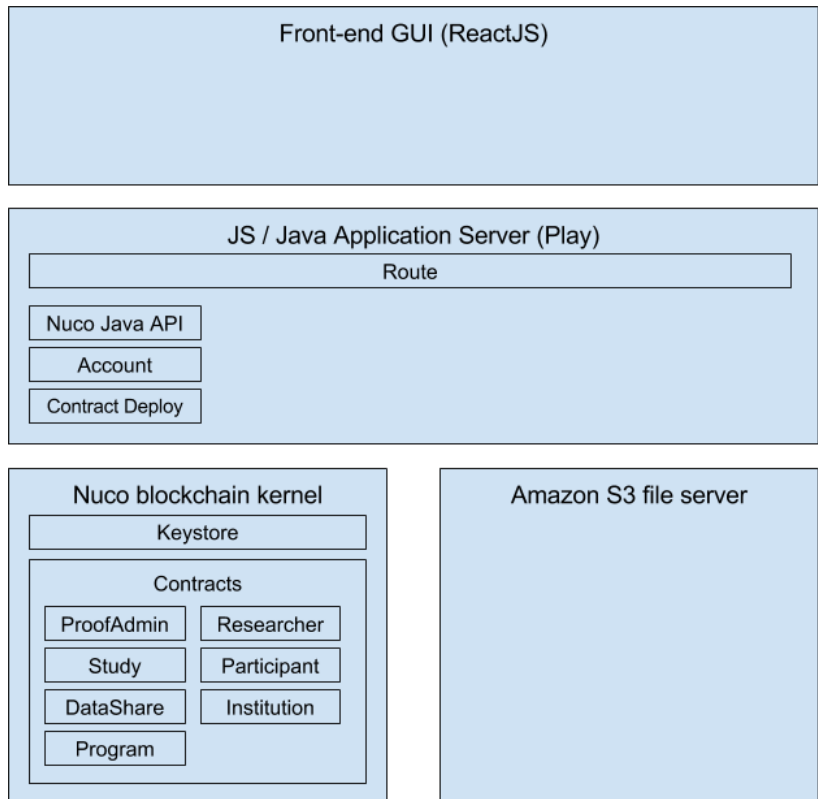 Front-end GUI (ReactJS)
JS / Java Application Server (Play)
Route
Nuco Java API
Account
Contract Deploy
Nuco blockchain kernel
Keystore
Contracts
ProofAdmin
Researcher
Study
Participant
DataShare
Institution
Program
Amazon S3 file server